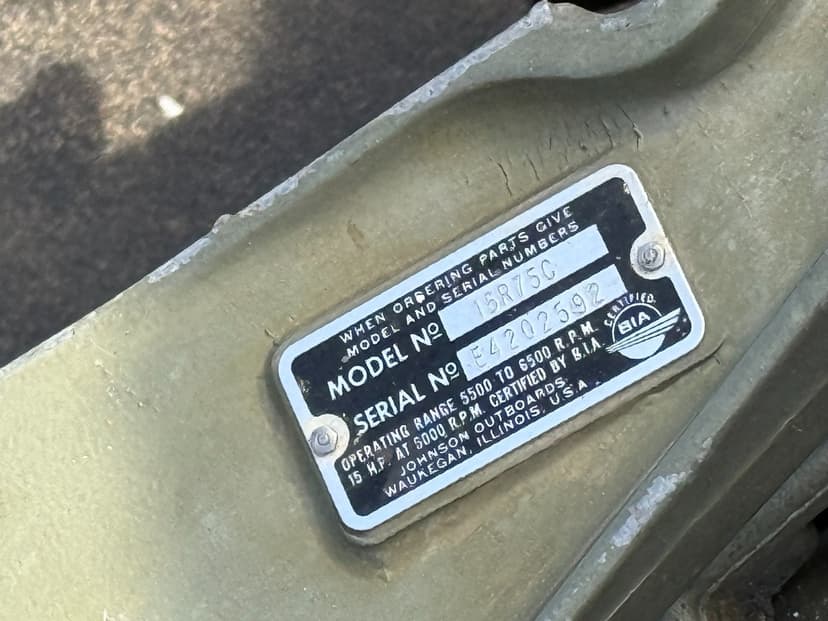 WHEN ORDERING PARTS GIVE
MODEL AND SERIAL NUMBERS
MODEL Nº 15R75C
SERIAL Nº E4202592
OPERATING RANGE 5500 TO 6500 R.P.M.
15 H.P. AT 6000 R.P.M. CERTIFIED BY B.I.A.
JOHNSON OUTBOARDS,
WAUKEGAN, ILLINOIS, U.S.A
CERTIFIED.
BIA